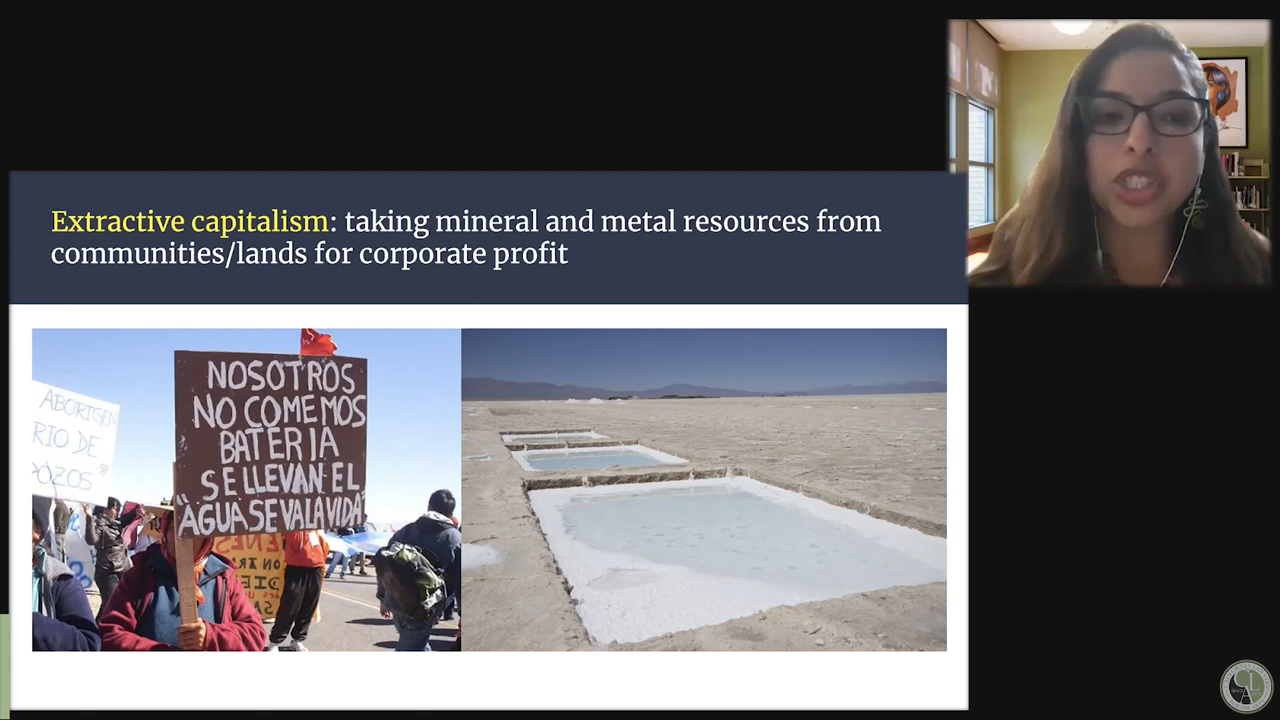 Extractive capitalism: taking mineral and metal resources from
communities/lands for corporate profit
ABORIGEN
RIO DE
POZOS"
NOSOTROS
NO COMEMOS
BATERIA
SE LLEVAN EL
"AGUA SE VA LA VIDA"